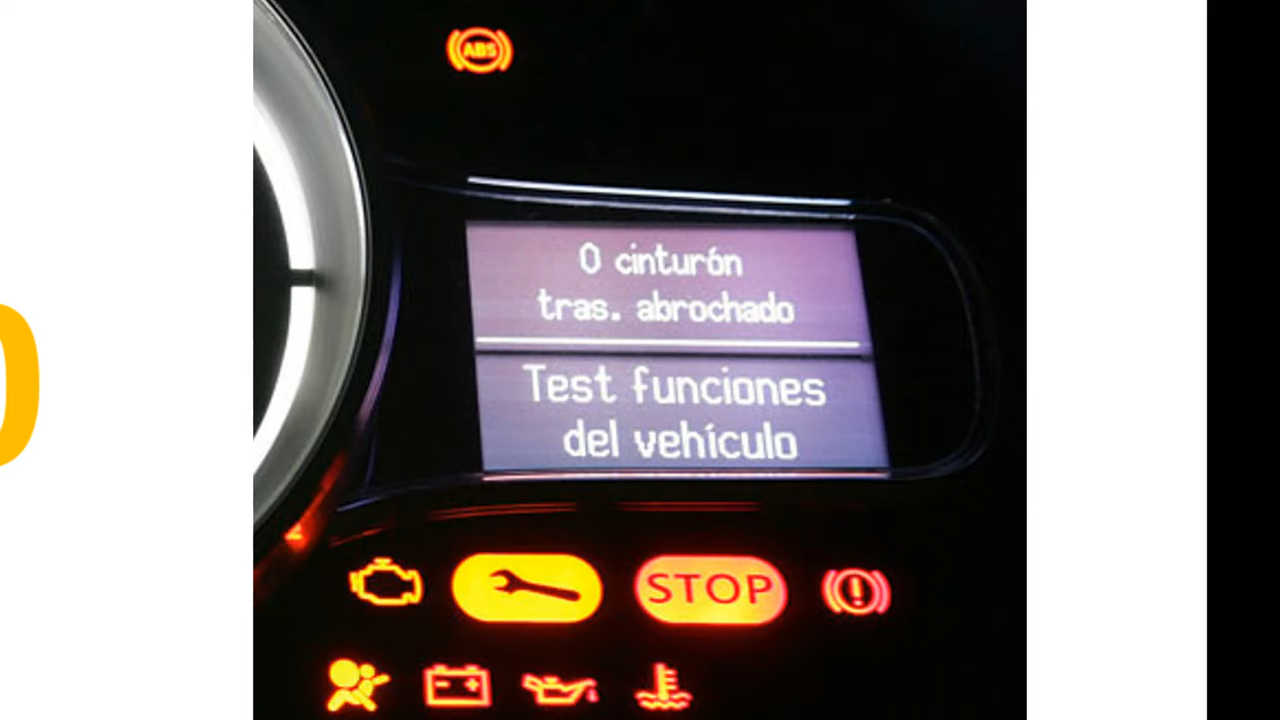 ABS
0 cinturón
tras. abrochado
Test funciones
del vehículo
STOP